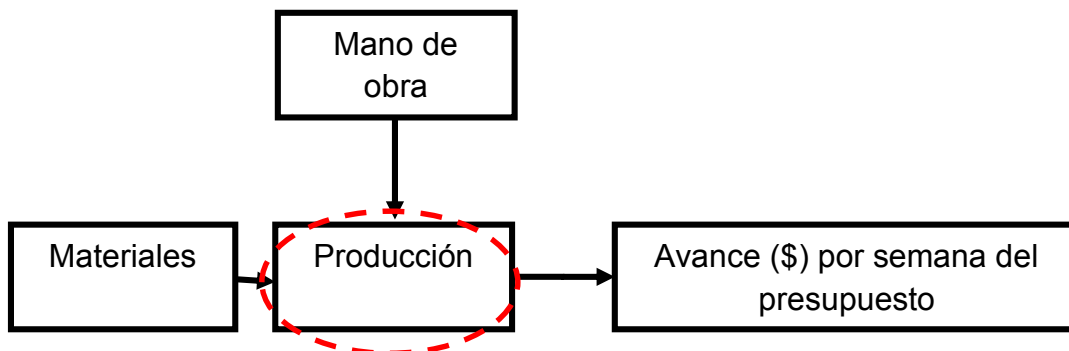 Mano de
obra
Materiales
Producción
Avance ($) por semana del
presupuesto